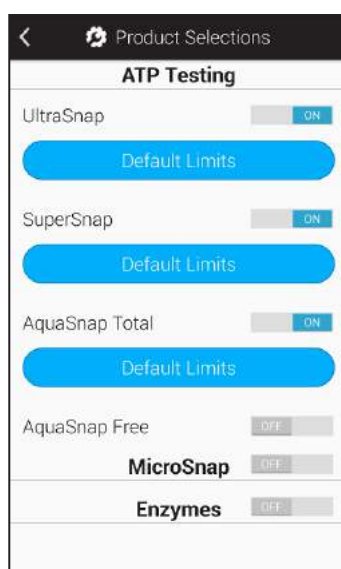 Product Selections
ATP Testing
UltraSnap ON
Default Limits
SuperSnap ON
Default Limits
AquaSnap Total ON
Default Limits
AquaSnap Free OFF
MicroSnap OFF
Enzymes OFF